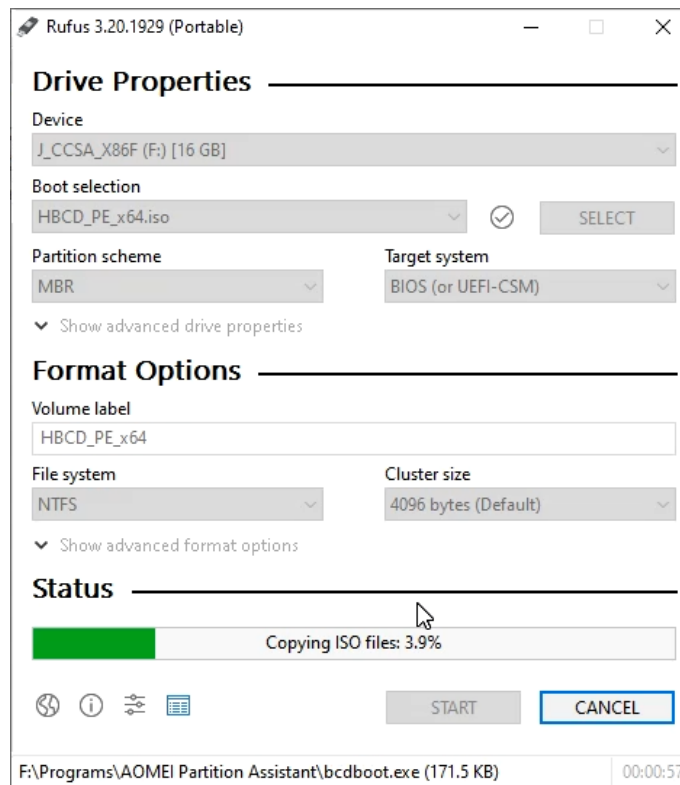 Rufus 3.20.1929 (Portable)
Drive Properties
Device
J_CCSA_X86F (F:) [16 GB]
Boot selection
HBCD_PE_x64.iso
SELECT
Partition scheme
Target system
MBR
BIOS (or UEFI-CSM)
Show advanced drive properties
Format Options
Volume label
HBCD_PE_x64
File system
Cluster size
NTFS
4096 bytes (Default)
Show advanced format options
Status
Copying ISO files: 3.9%
START
CANCEL
F:\Programs\AOMEI Partition Assistant\bcdboot.exe (171.5 KB)
00:00:57